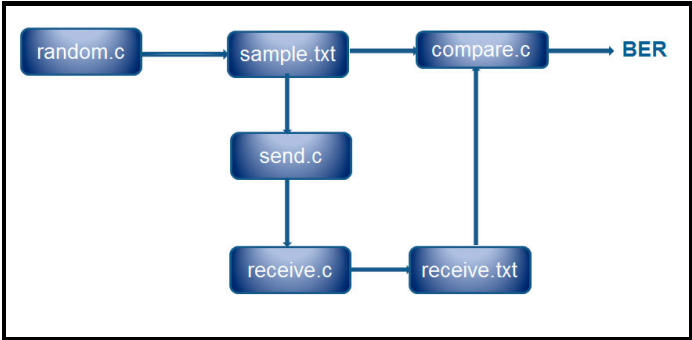 random.c
sample.txt
compare.c
BER
send.c
receive.c
receive.txt